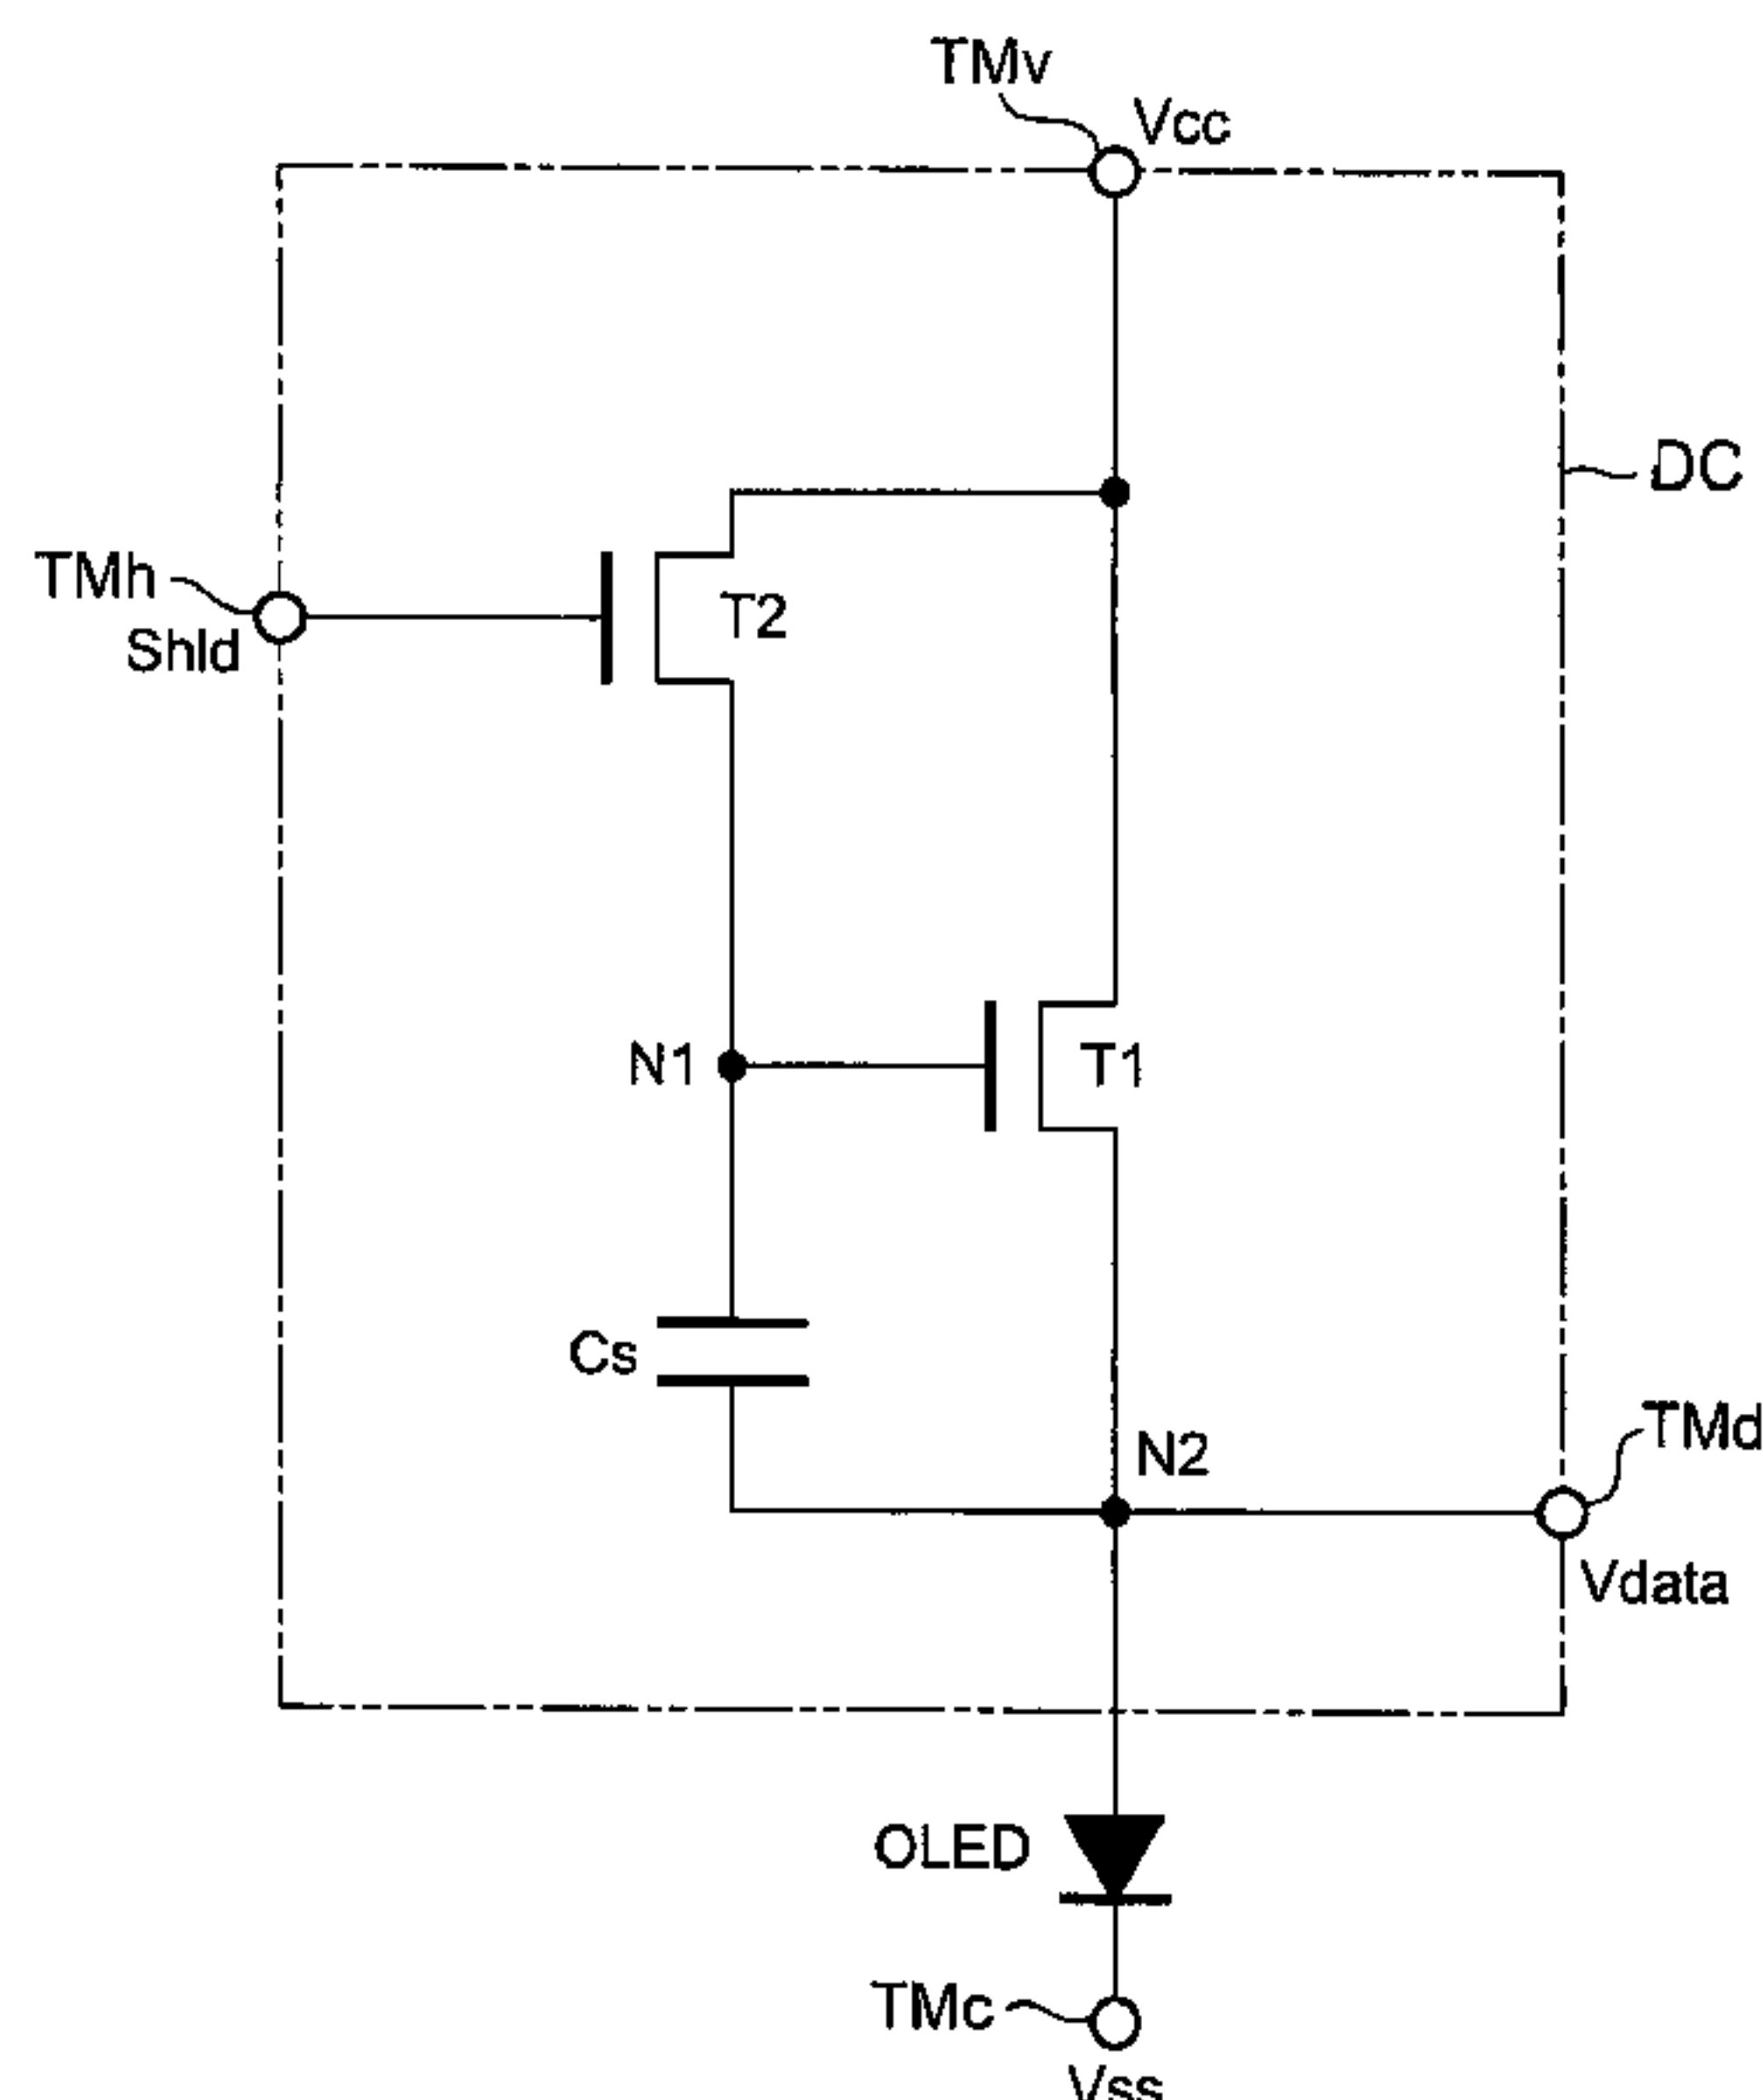 TMv
Vcc
DC
TMh
Shld
T2
N1
T1
Cs
N2
TMd
Vdata
OLED
TMc
Vss